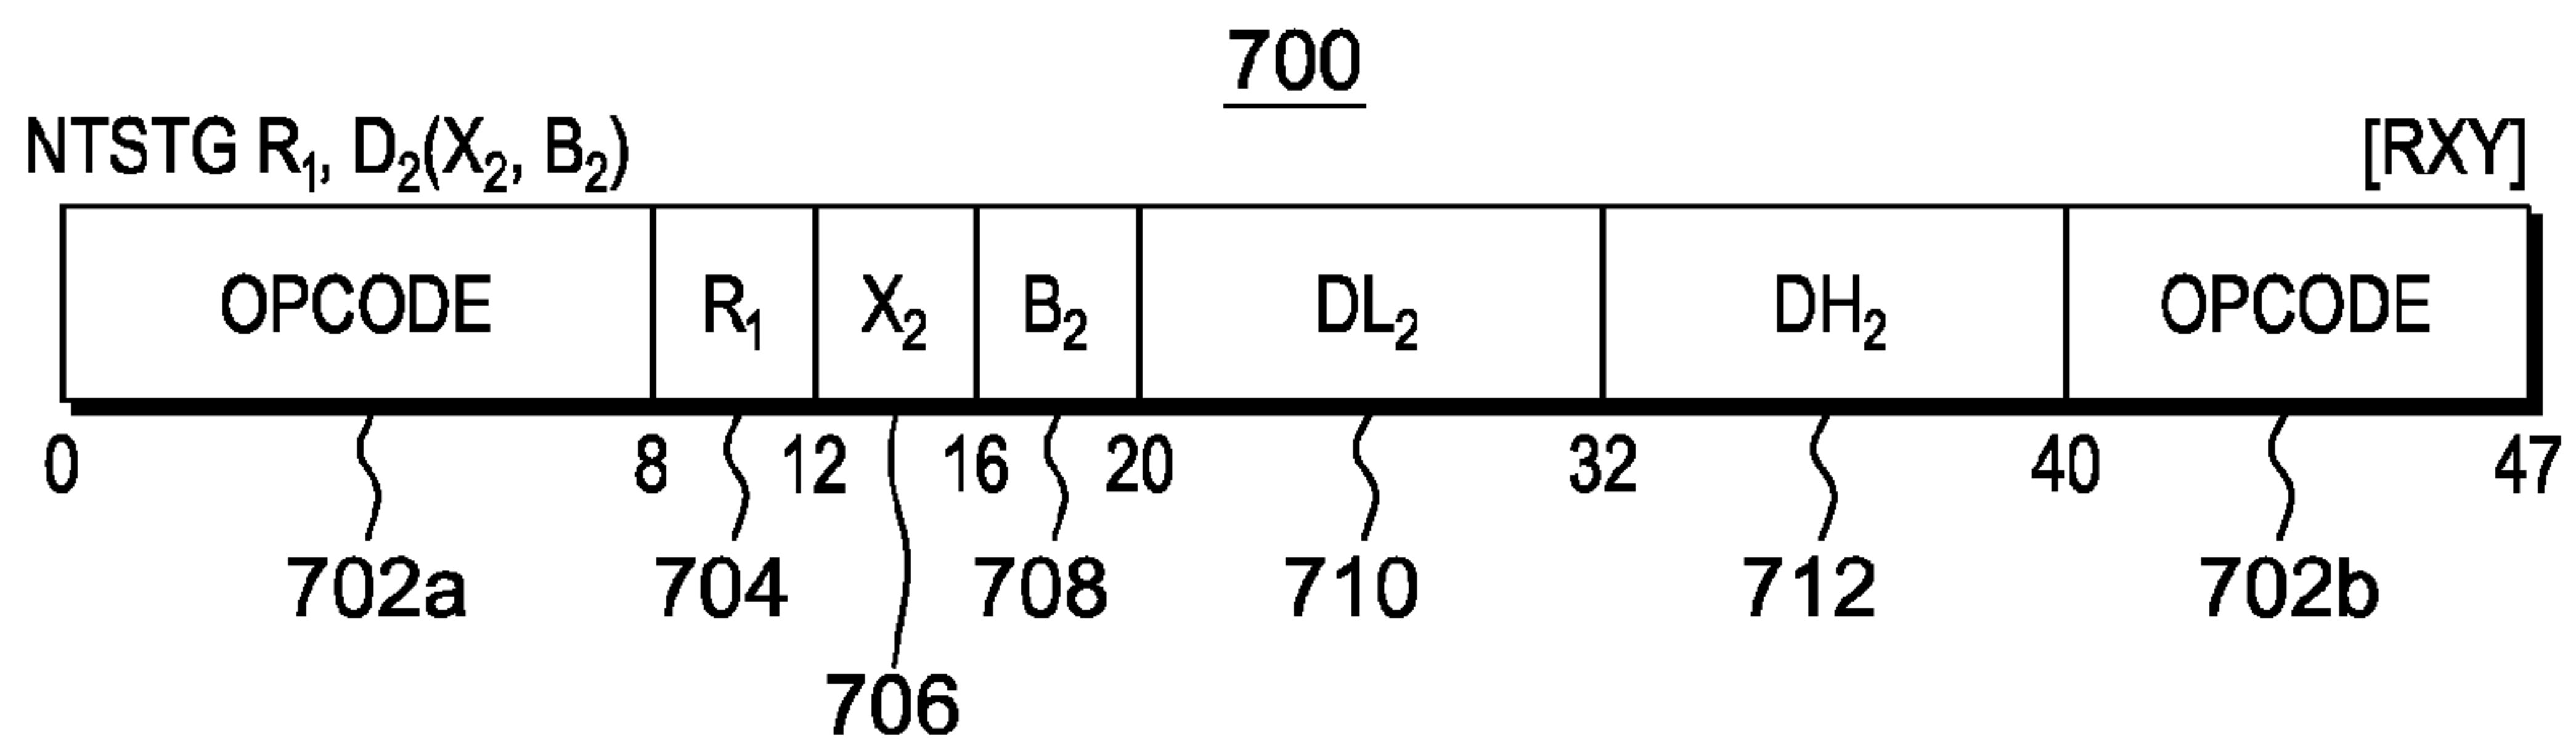 700
NTSTG R₁, D₂(X₂, B₂) [RXY]
OPCODE R₁ X₂ B₂ DL₂ DH₂ OPCODE
0 8 12 16 20 32 40 47
702a 704 708 710 712 702b
706